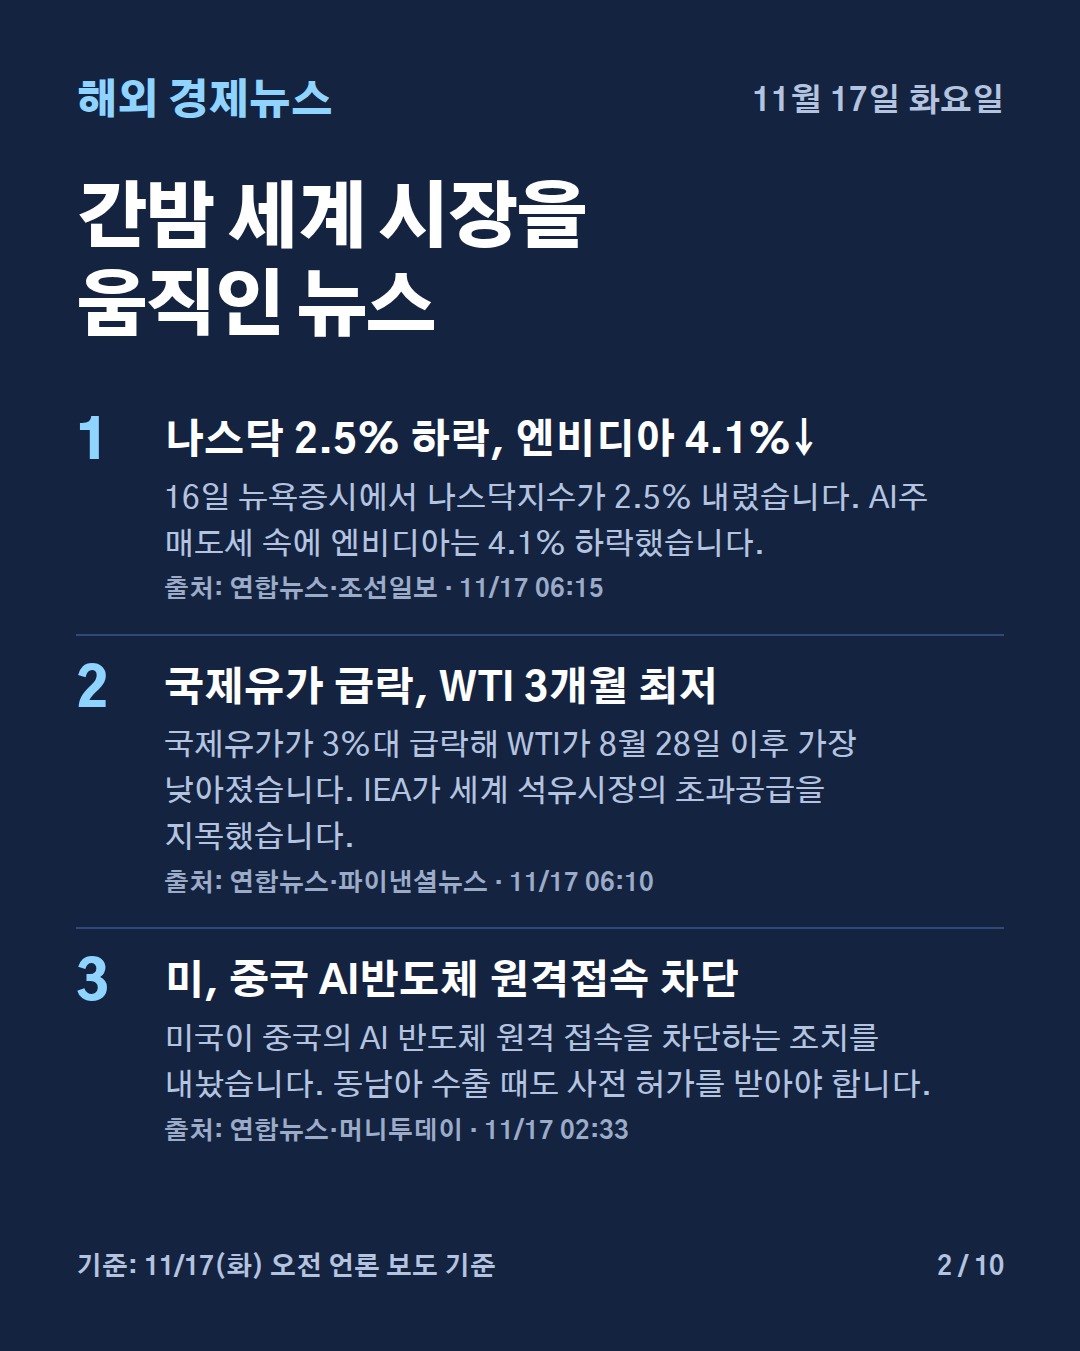 해외 경제뉴스
11월 17일 화요일
간밤 세계 시장을
움직인 뉴스
1
나스닥 2.5% 하락, 엔비디아 4.1%↓
16일 뉴욕증시에서 나스닥지수가 2.5% 내렸습니다. AI주
매도세 속에 엔비디아는 4.1% 하락했습니다.
출처: 연합뉴스·조선일보 · 11/17 06:15
2
국제유가 급락, WTI 3개월 최저
국제유가가 3%대 급락해 WTI가 8월 28일 이후 가장
낮아졌습니다. IEA가 세계 석유시장의 초과공급을
지목했습니다.
출처: 연합뉴스·파이낸셜뉴스 · 11/17 06:10
3
미, 중국 AI반도체 원격접속 차단
미국이 중국의 AI 반도체 원격 접속을 차단하는 조치를
내놨습니다. 동남아 수출 때도 사전 허가를 받아야 합니다.
출처: 연합뉴스·머니투데이 · 11/17 02:33
기준: 11/17(화) 오전 언론 보도 기준
2 / 10